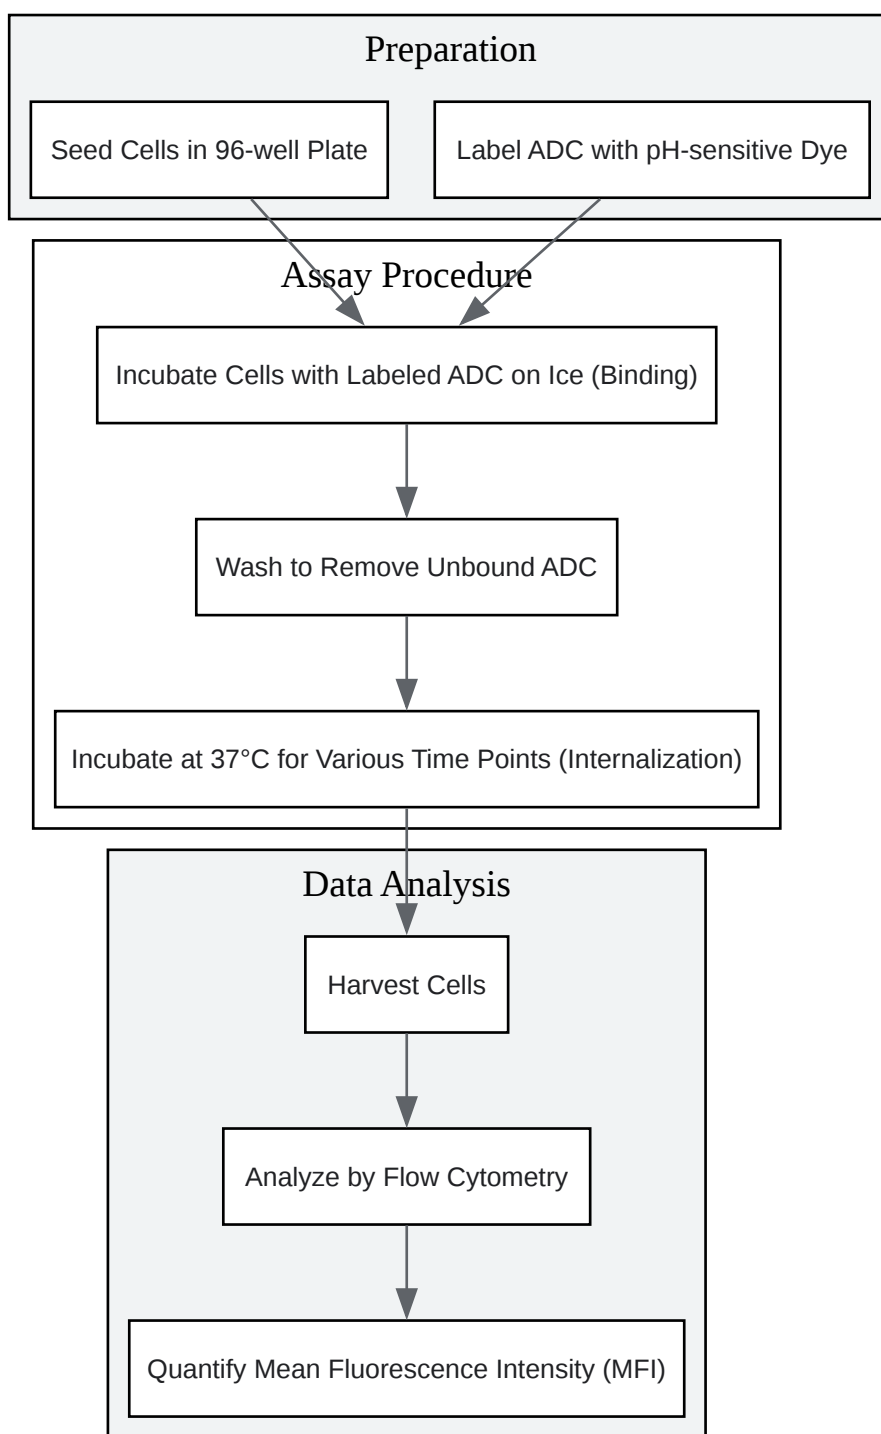 Preparation
Seed Cells in 96-well Plate
Label ADC with pH-sensitive Dye
Assay Procedure
Incubate Cells with Labeled ADC on Ice (Binding)
Wash to Remove Unbound ADC
Incubate at 37°C for Various Time Points (Internalization)
Data Analysis
Harvest Cells
Analyze by Flow Cytometry
Quantify Mean Fluorescence Intensity (MFI)